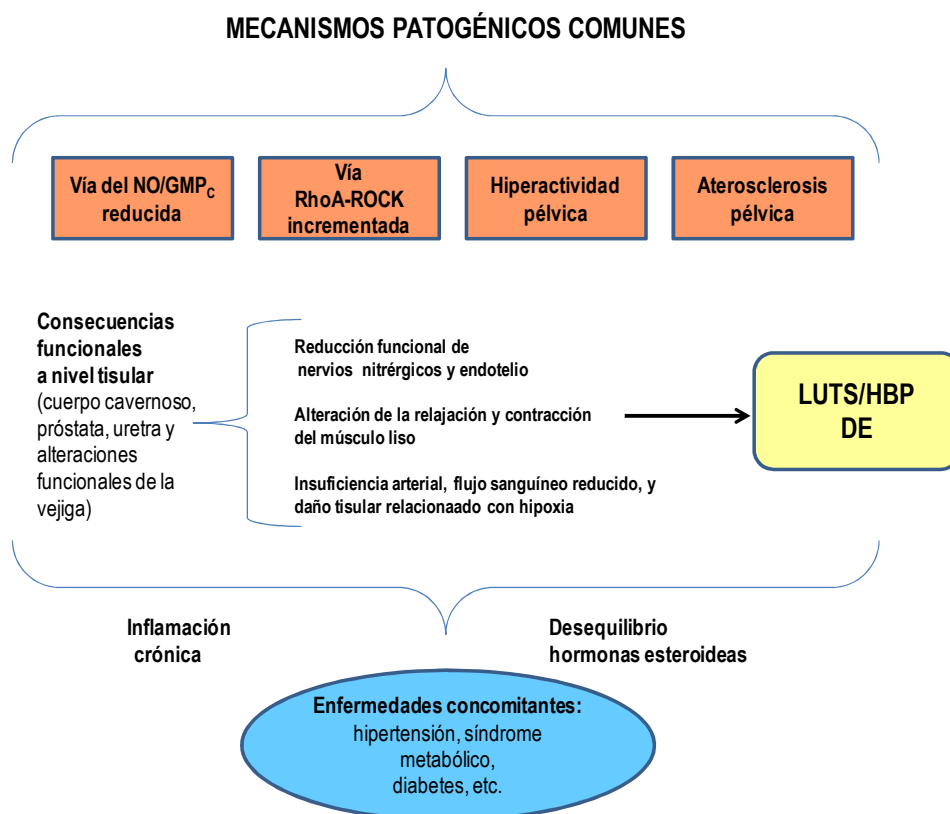 MECANISMOS PATOGÉNICOS COMUNES
Vía del NO/GMPc
reducida
Vía
RhoA-ROCK
incrementada
Hiperactividad
pélvica
Aterosclerosis
pélvica
Consecuencias
funcionales
a nivel tisular
(cuerpo cavernoso,
próstata, uretra y
alteraciones
funcionales de la
vejiga)
Reducción funcional de
nervios nitrérgicos y endotelio
Alteración de la relajación y contracción
del músculo liso
Insuficiencia arterial, flujo sanguíneo reducido, y
daño tisular relacionaado con hipoxia
LUTS/HBP
DE
Inflamación
crónica
Desequilibrio
hormonas esteroideas
Enfermedades concomitantes:
hipertensión, síndrome
metabólico,
diabetes, etc.